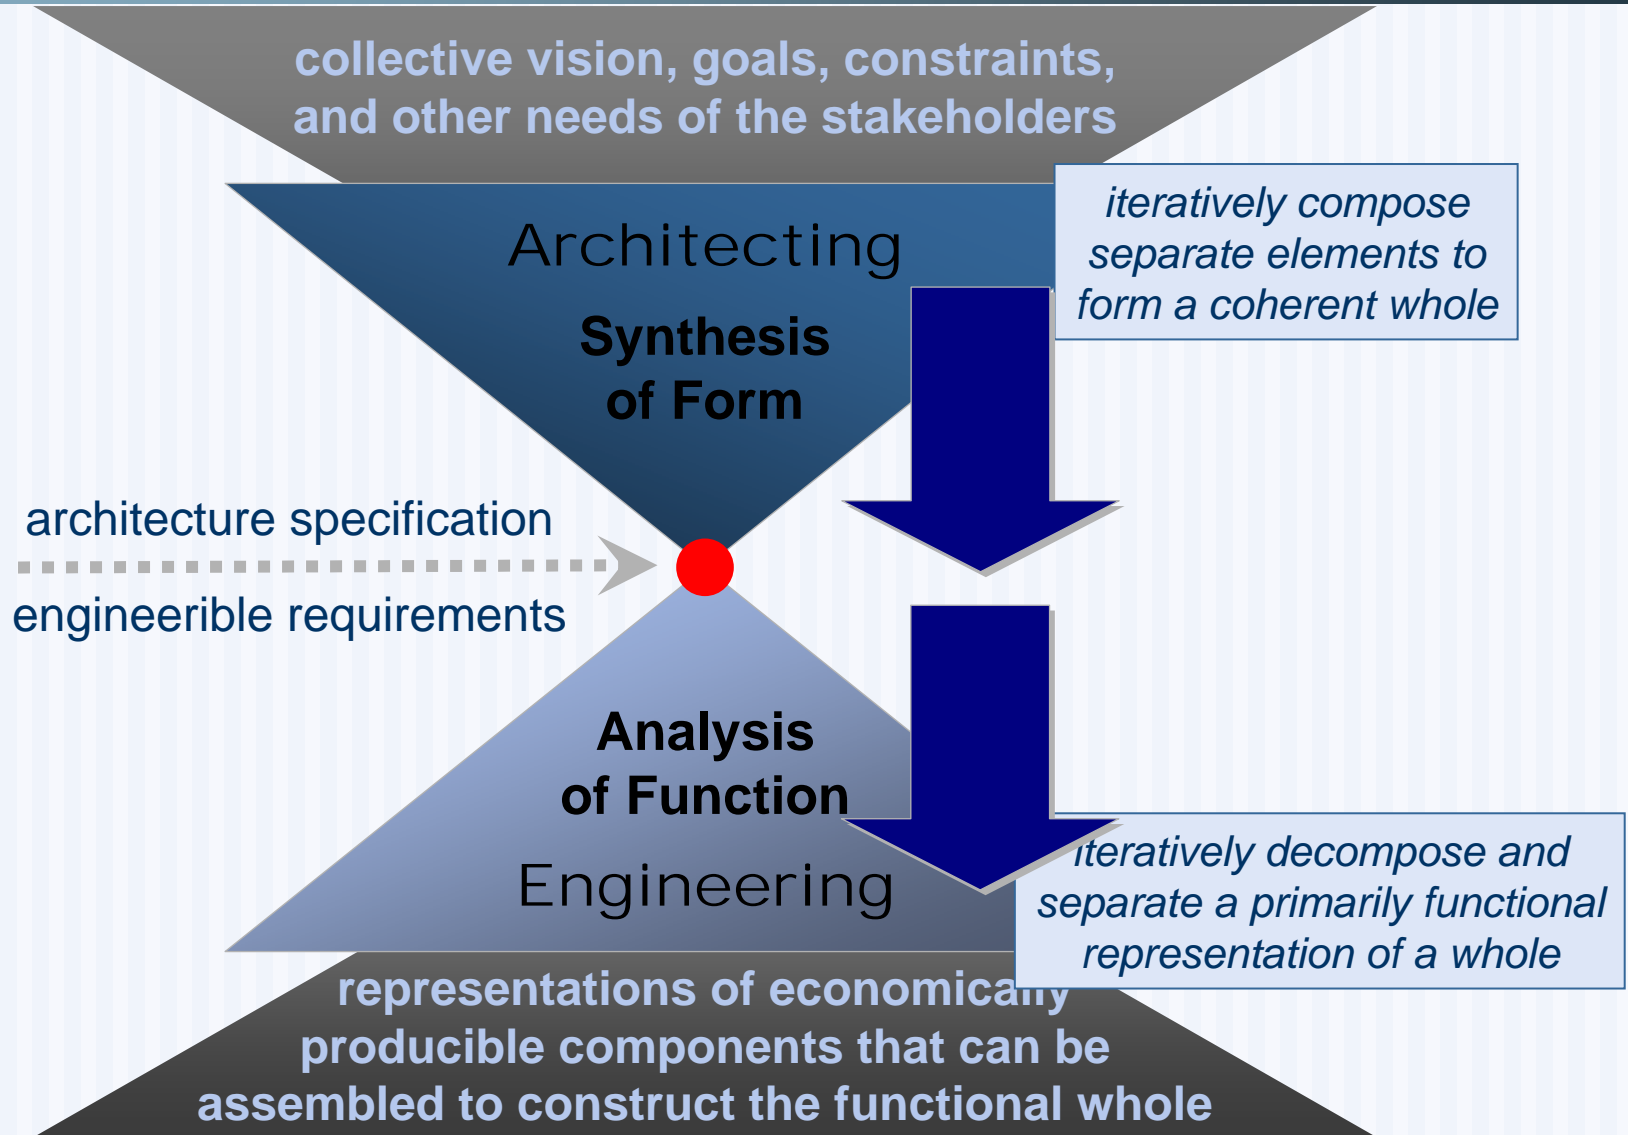 collective vision, goals, constraints,
and other needs of the stakeholders
iteratively compose
separate elements to
form a coherent whole
Architecting
Synthesis
of Form
architecture specification
engineerible requirements
Analysis
of Function
Engineering
iteratively decompose and
separate a primarily functional
representation of a whole
representations of economically
producible components that can be
assembled to construct the functional whole